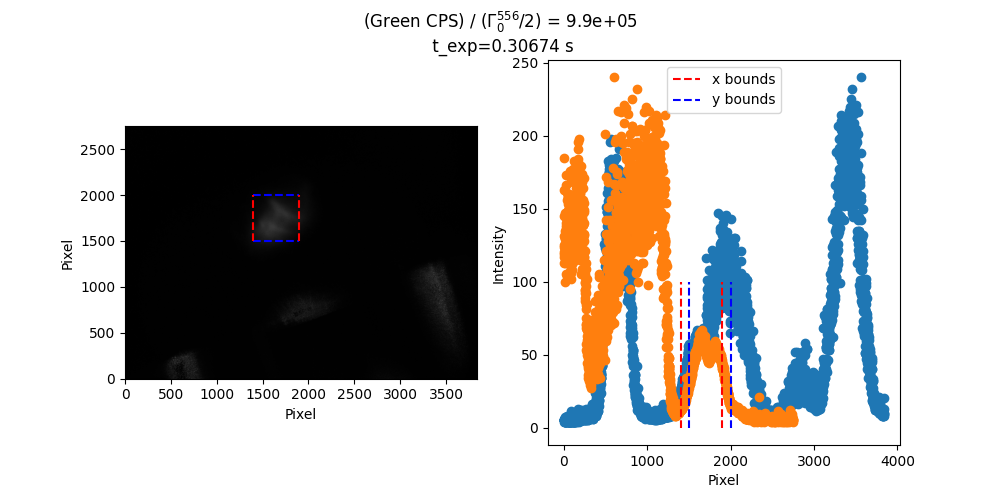 (Green CPS) / (Γ₀⁵⁵⁶/2) = 9.9e+05
t_exp=0.30674 s
2500
2000
1500
1000
500
0
Pixel
0 500 1000 1500 2000 2500 3000 3500
Pixel
250
200
150
100
50
0
Intensity
x bounds
y bounds
0 1000 2000 3000 4000
Pixel